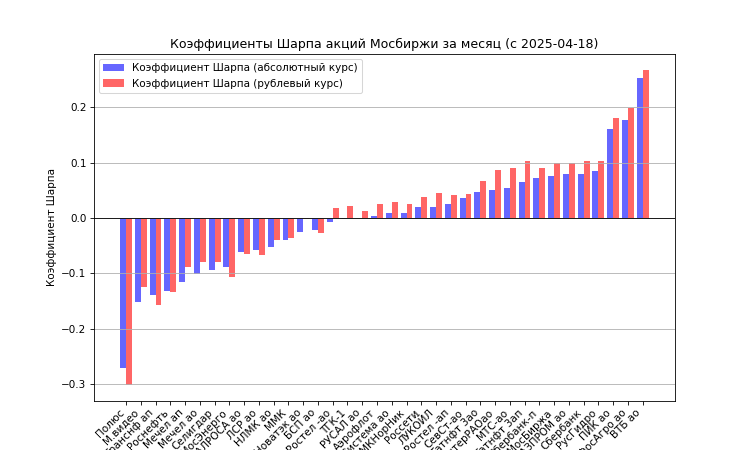 Коэффициенты Шарпа акций Мосбиржи за месяц (с 2025-04-18)
Коэффициент Шарпа (абсолютный курс)
Коэффициент Шарпа (рублевый курс)
Коэффициент Шарпа
0.2
0.1
0.0
−0.1
−0.2
−0.3
Полюс
М.видео
Роснефть
Мечел ап
Мечел ао
Селигдар
ЛСР ао
НЛМК ао
ММК
Новатэк ао
БСП ао
Ростел -ао
ТГК-1
РУСАЛ ао
Аэрофлот
Россети
ЛУКОЙЛ
Ростел -ап
СевСт-ао
МТС-ао
Сбербанк
РусГидро
ПИК ао
ВТБ ао